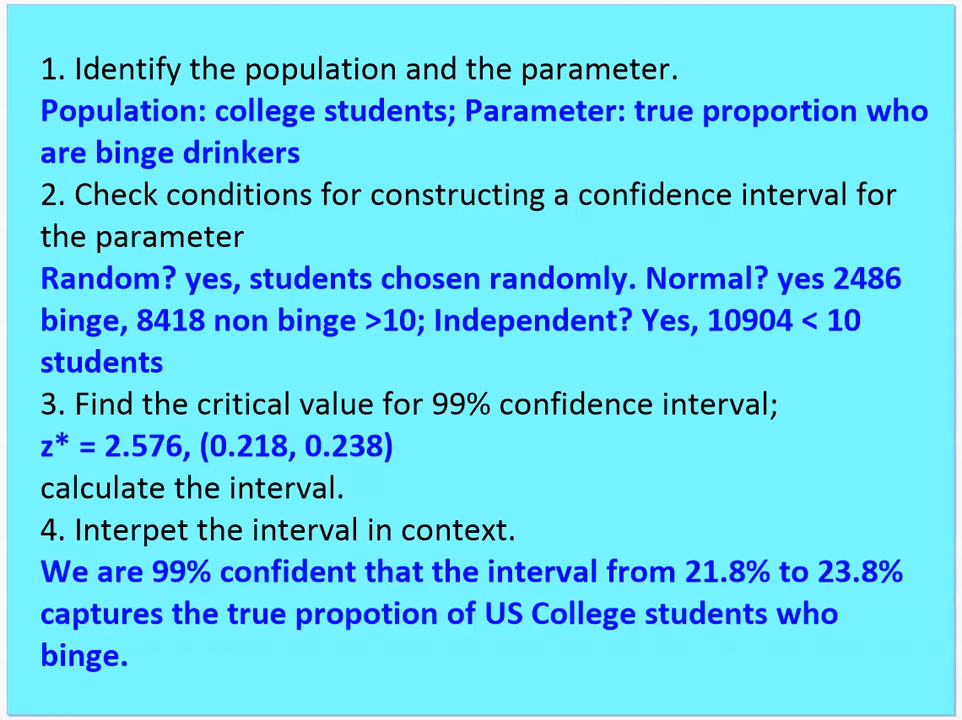 1. Identify the population and the parameter.
Population: college students; Parameter: true proportion who
are binge drinkers
2. Check conditions for constructing a confidence interval for
the parameter
Random? yes, students chosen randomly. Normal? yes 2486
binge, 8418 non binge >10; Independent? Yes, 10904 < 10
students
3. Find the critical value for 99% confidence interval;
z* = 2.576, (0.218, 0.238)
calculate the interval.
4. Interpet the interval in context.
We are 99% confident that the interval from 21.8% to 23.8%
captures the true propotion of US College students who
binge.